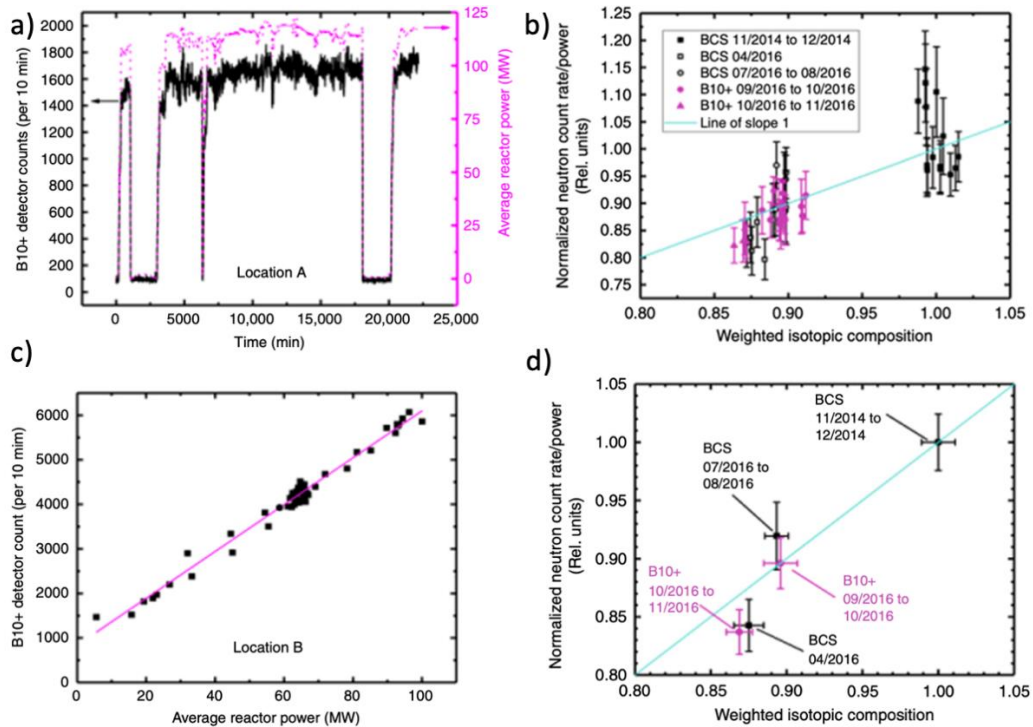 a)
2000
1800
1600
1400
1200
1000
800
600
400
200
0
B10+ detector counts (per 10 min)
125
112
100
87
75
63
50
37
25
12
0
Average reactor power (MW)
Location A
0
5000
10,000
15,000
20,000
25,000
Time (min)
b)
1.25
1.20
1.15
1.10
1.05
1.00
0.95
0.90
0.85
0.80
0.75
Normalized neutron count rate/power
(Rel. units)
BCS 11/2014 to 12/2014
BCS 04/2016
BCS 07/2016 to 08/2016
B10+ 09/2016 to 10/2016
B10+ 10/2016 to 11/2016
Line of slope 1
0.80
0.85
0.90
0.95
1.00
1.05
Weighted isotopic composition
c)
6000
5000
4000
3000
2000
1000
0
B10+ detector count (per 10 mim)
Location B
0
20
40
60
80
100
Average reactor power (MW)
d)
1.05
1.00
0.95
0.90
0.85
0.80
Normalized neutron count rate/power
(Rel. units)
BCS
11/2014 to
12/2014
BCS
07/2016 to
08/2016
B10+
10/2016 to
11/2016
B10+
09/2016 to
10/2016
BCS
04/2016
0.80
0.85
0.90
0.95
1.00
1.05
Weighted isotopic composition